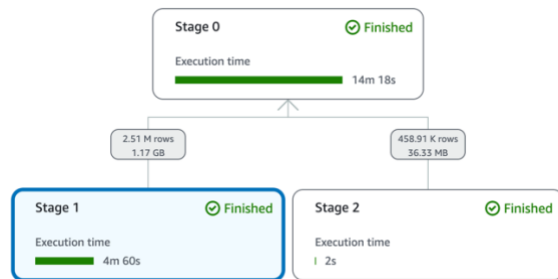 Stage 0
Finished
Execution time
14m 18s
2.51 M rows
1.17 GB
458.91 K rows
36.33 MB
Stage 1
Finished
Execution time
4m 60s
Stage 2
Finished
Execution time
2s